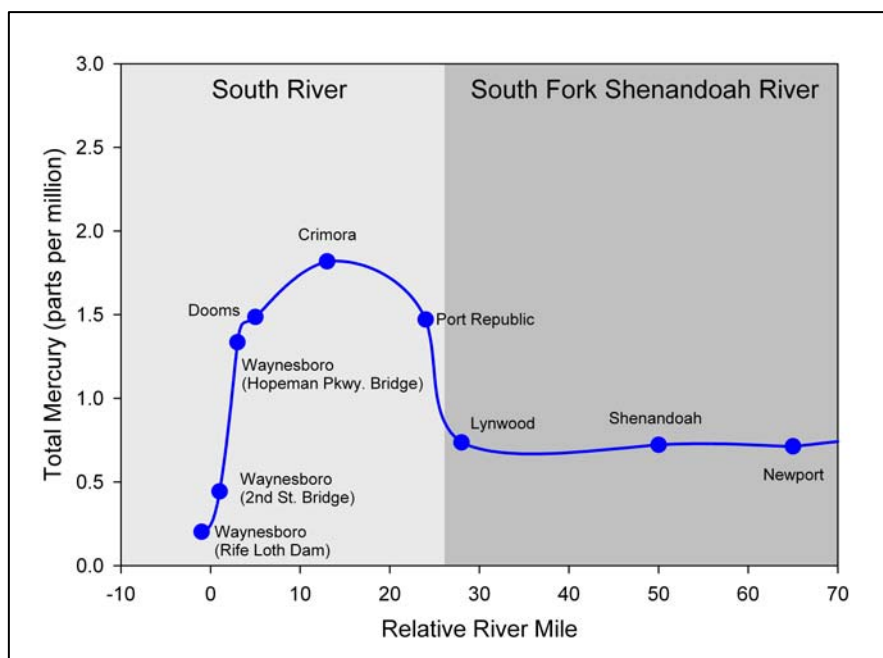 South River
South Fork Shenandoah River
Total Mercury (parts per million)
3.0
2.5
2.0
1.5
1.0
0.5
0.0
Crimora
Dooms
Port Republic
Waynesboro
(Hopeman Pkwy. Bridge)
Lynwood
Shenandoah
Newport
Waynesboro
(2nd St. Bridge)
Waynesboro
(Rife Loth Dam)
-10
0
10
20
30
40
50
60
70
Relative River Mile